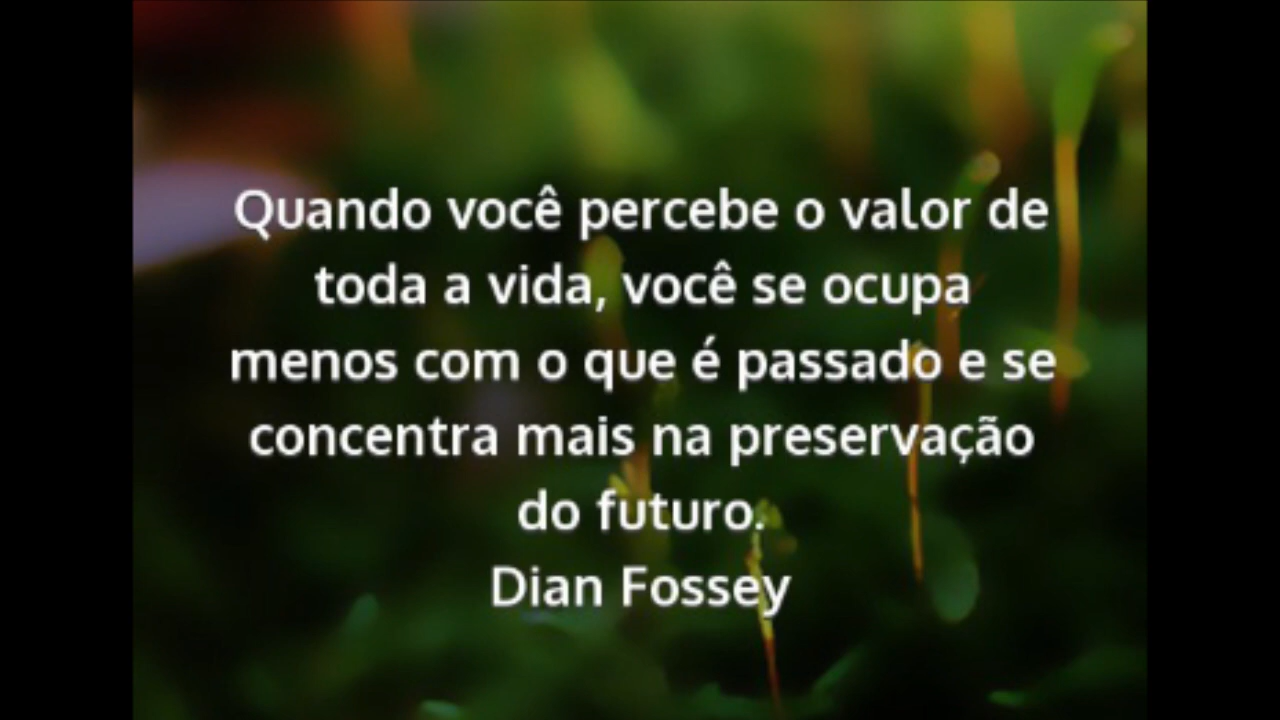 Quando você percebe o valor de
toda a vida, você se ocupa
menos com o que é passado e se
concentra mais na preservação
do futuro.
Dian Fossey